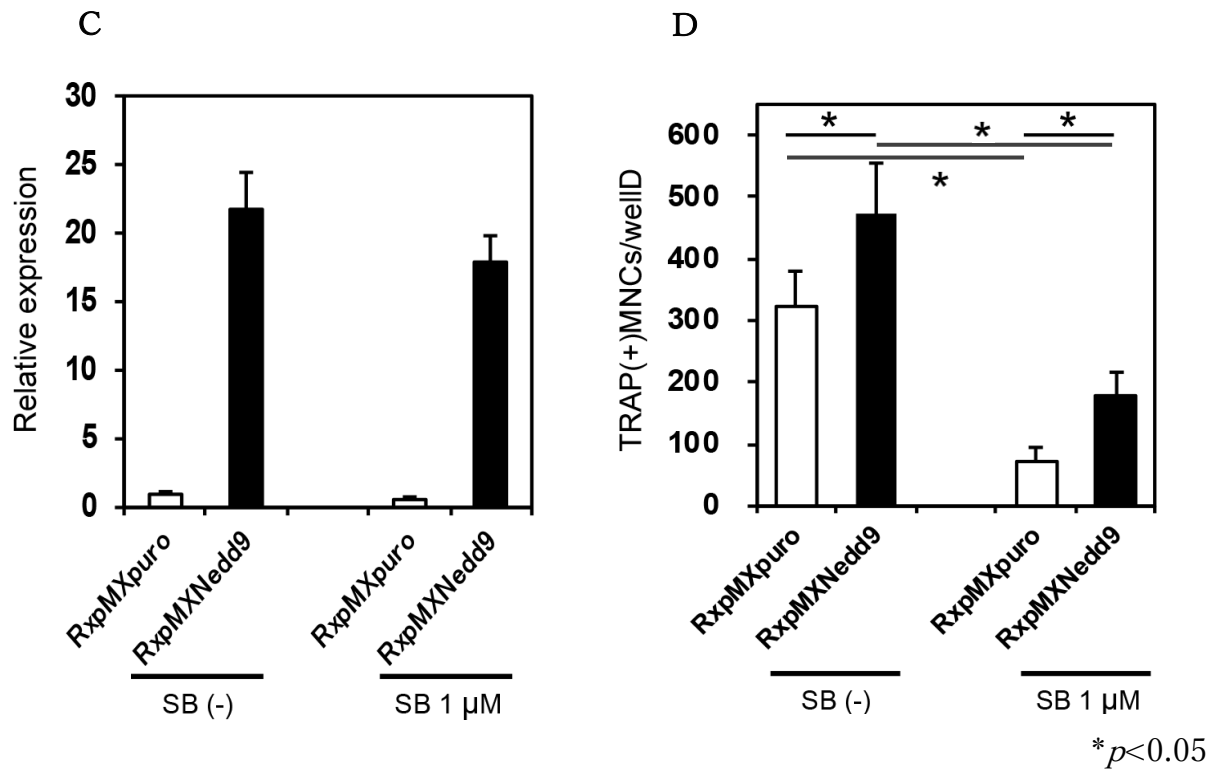 C
Relative expression
30
25
20
15
10
5
0
RxpMXpuro
RxpMXNedd9
RxpMXpuro
RxpMXNedd9
SB (-)
SB 1 μM
D
TRAP(+)MNCs/wellD
600
500
400
300
200
100
0
*
*
*
*
RxpMXpuro
RxpMXNedd9
RxpMXpuro
RxpMXNedd9
SB (-)
SB 1 μM
*p<0.05